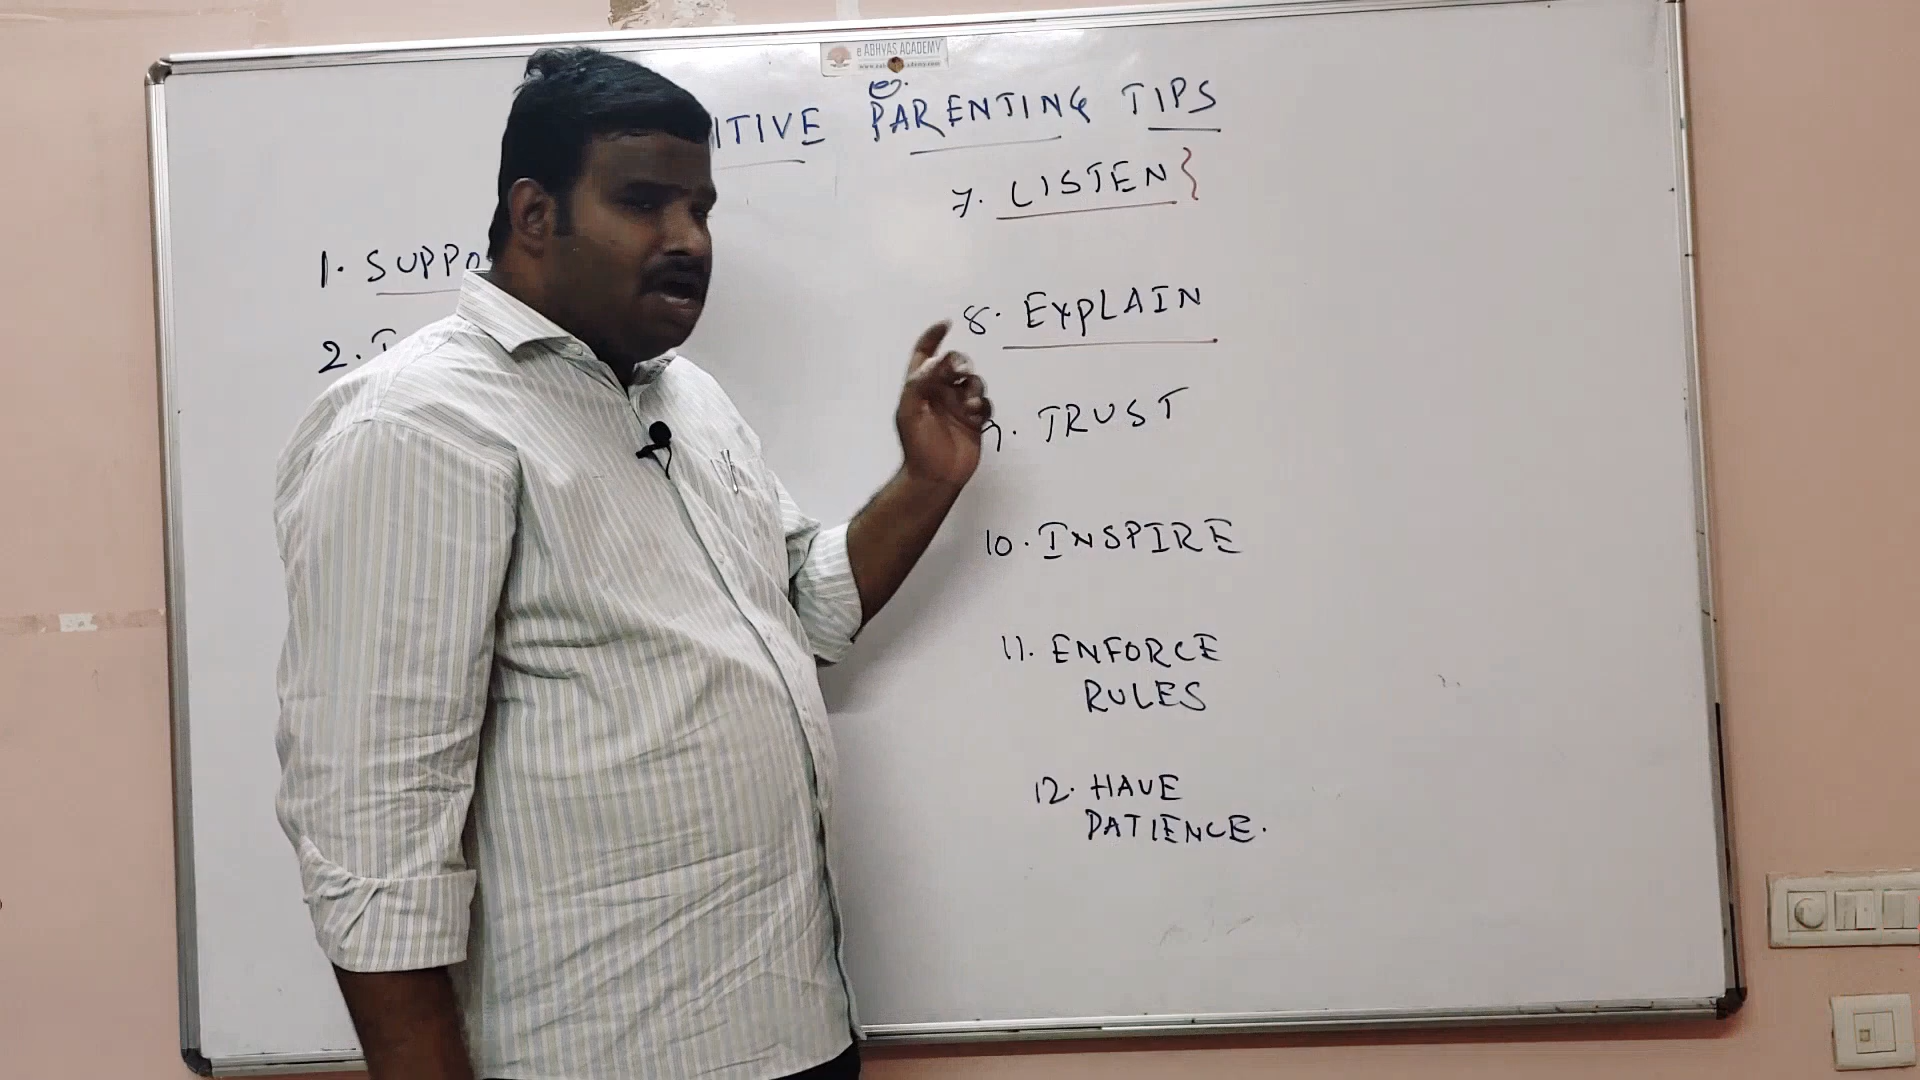 e ABHYAS ACADEMY
ITIVE PARENTING TIPS
1. SUPPO
2.
7. LISTEN
8. EXPLAIN
9. TRUST
10. INSPIRE
11. ENFORCE
RULES
12. HAVE
PATIENCE.